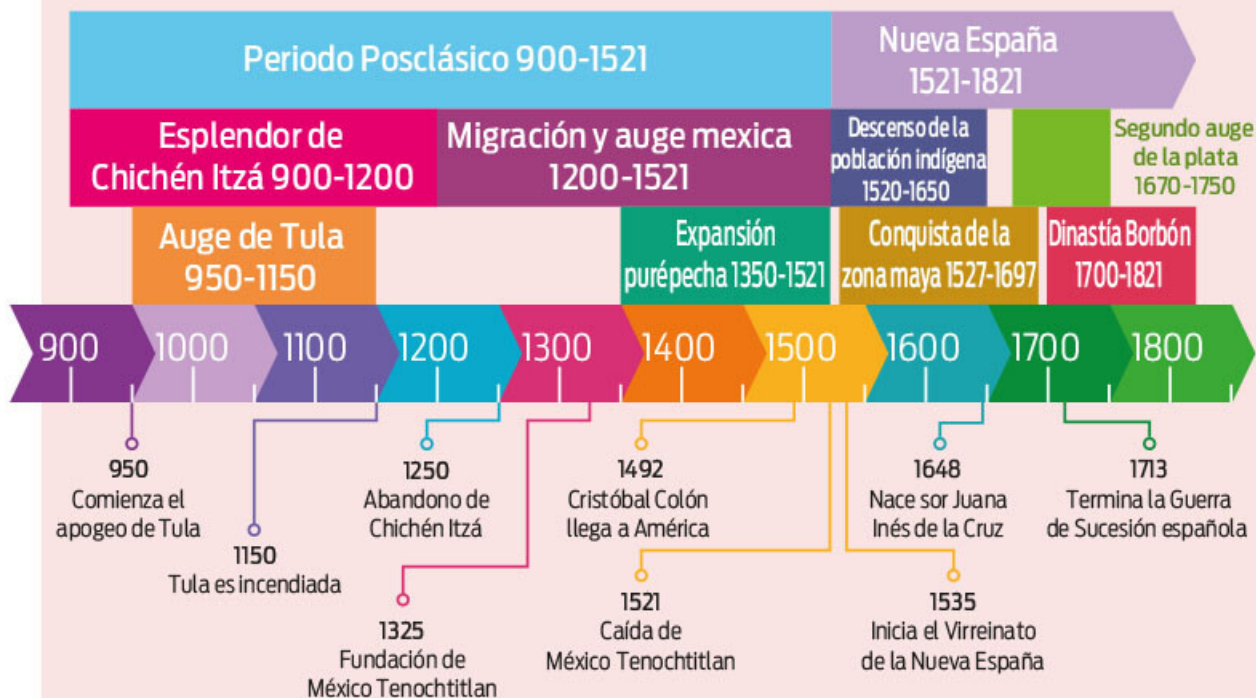 Periodo Posclásico 900-1521
Nueva España
1521-1821
Esplendor de
Chichén Itzá 900-1200
Migración y auge mexica
1200-1521
Descenso de la
población indígena
1520-1650
Segundo auge
de la plata
1670-1750
Auge de Tula
950-1150
Expansión
purépecha 1350-1521
Conquista de la
zona maya 1527-1697
Dinastía Borbón
1700-1821
900 1000 1100 1200 1300 1400 1500 1600 1700 1800
950
Comienza el
apogeo de Tula
1150
Tula es incendiada
1250
Abandono de
Chichén Itzá
1325
Fundación de
México Tenochtitlan
1492
Cristóbal Colón
llega a América
1521
Caída de
México Tenochtitlan
1535
Inicia el Virreinato
de la Nueva España
1648
Nace sor Juana
Inés de la Cruz
1713
Termina la Guerra
de Sucesión española